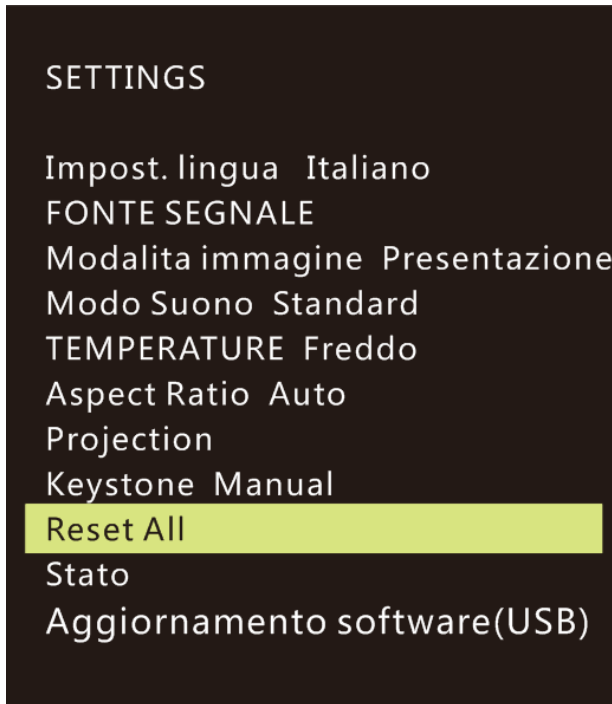 SETTINGS
Impost. lingua Italiano
FONTE SEGNALE
Modalita immagine Presentazione
Modo Suono Standard
TEMPERATURE Freddo
Aspect Ratio Auto
Projection
Keystone Manual
Reset All
Stato
Aggiornamento software(USB)